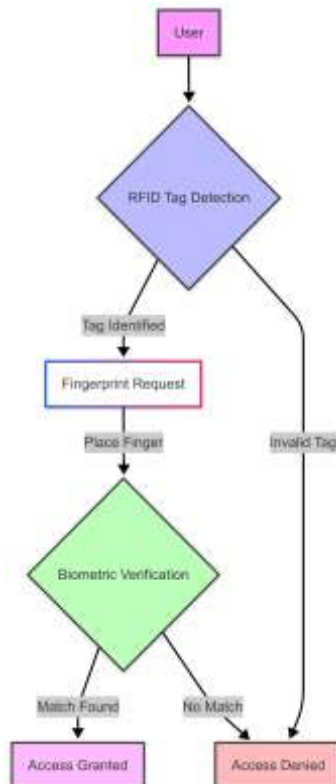 User
RFID Tag Detection
Tag Identified
Fingerprint Request
Place Finger
Invalid Tag
Biometric Verification
Match Found
No Match
Access Granted
Access Denied